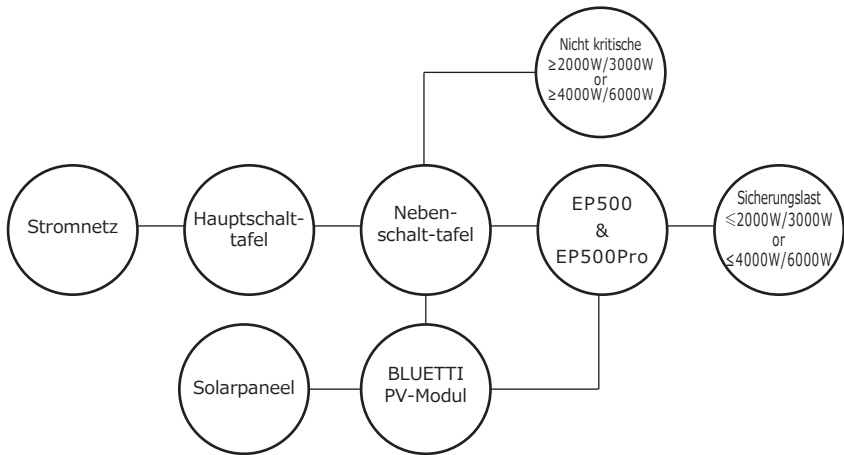 Nicht kritische
≥2000W/3000W
or
≥4000W/6000W
Stromnetz
Hauptschalt-
tafel
Neben-
schalt-tafel
EP500
&
EP500Pro
Sicherungslast
≤2000W/3000W
or
≤4000W/6000W
Solarpaneel
BLUETTI
PV-Modul